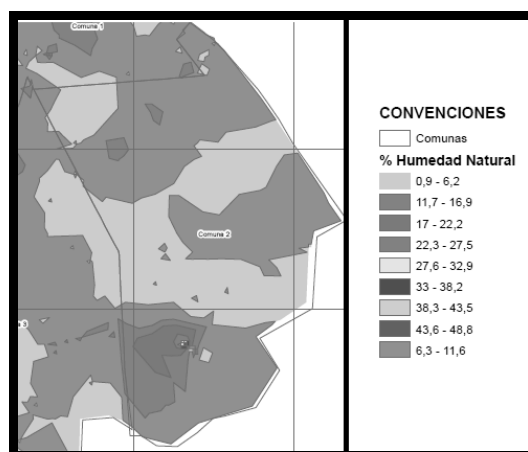 Comuna 1
Comuna 2
3
CONVENCIONES
Comunas
% Humedad Natural
0,9 - 6,2
11,7 - 16,9
17 - 22,2
22,3 - 27,5
27,6 - 32,9
33 - 38,2
38,3 - 43,5
43,6 - 48,8
6,3 - 11,6